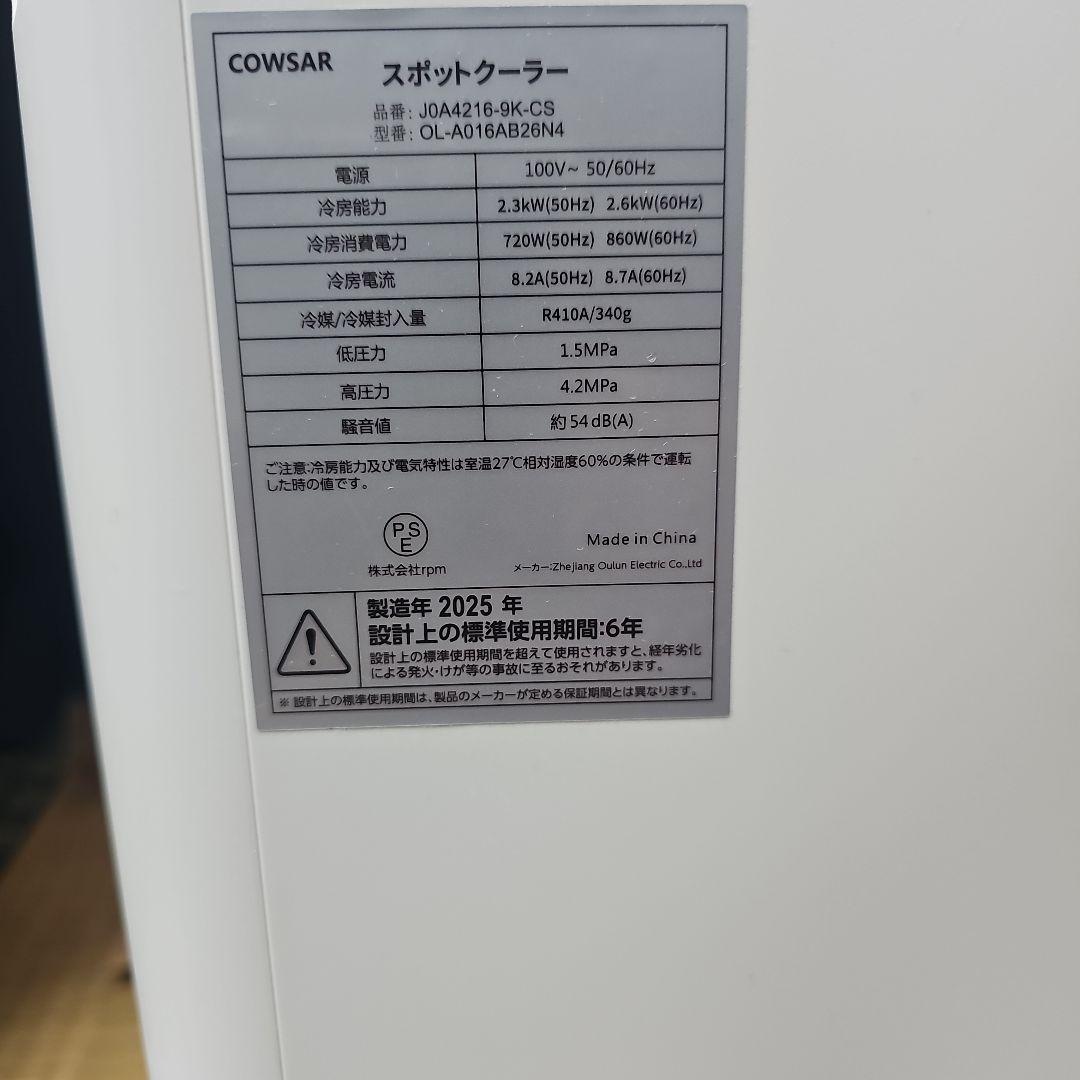 COWSAR
スポットクーラー
品番: J0A4216-9K-CS
型番: OL-A016AB26N4
電源 100V~ 50/60Hz
冷房能力 2.3kW(50Hz) 2.6kW(60Hz)
冷房消費電力 720W(50Hz) 860W(60Hz)
冷房電流 8.2A(50Hz) 8.7A(60Hz)
冷媒/冷媒封入量 R410A/340g
低圧力 1.5MPa
高圧力 4.2MPa
騒音値 約54dB(A)
ご注意:冷房能力及び電気特性は室温27℃相対湿度60%の条件で運転
した時の値です。
PSE
株式会社rpm
Made in China
メーカー:Zhejiang Oulun Electric Co.,Ltd
製造年 2025 年
設計上の標準使用期間:6年
設計上の標準使用期間を超えて使用されますと、経年劣化
による発火・けが等の事故に至るおそれがあります。
※ 設計上の標準使用期間は、製品のメーカーが定める保証期間とは異なります。